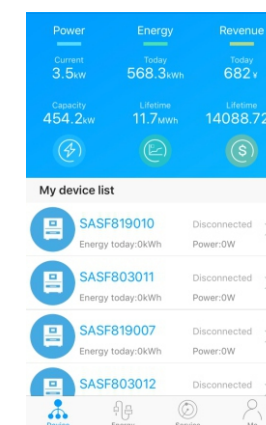 Power Energy Revenue
Current Today Today
3.5kW 568.3kWh 682¥
Capacity Lifetime Lifetime
454.2kW 11.7MWh 14088.72
My device list
SASF819010 Disconnected
Energy today:0kWh Power:0W
SASF803011 Disconnected
Energy today:0kWh Power:0W
SASF819007 Disconnected
Energy today:0kWh Power:0W
SASF803012 Disconnected
Device Energy Service Me